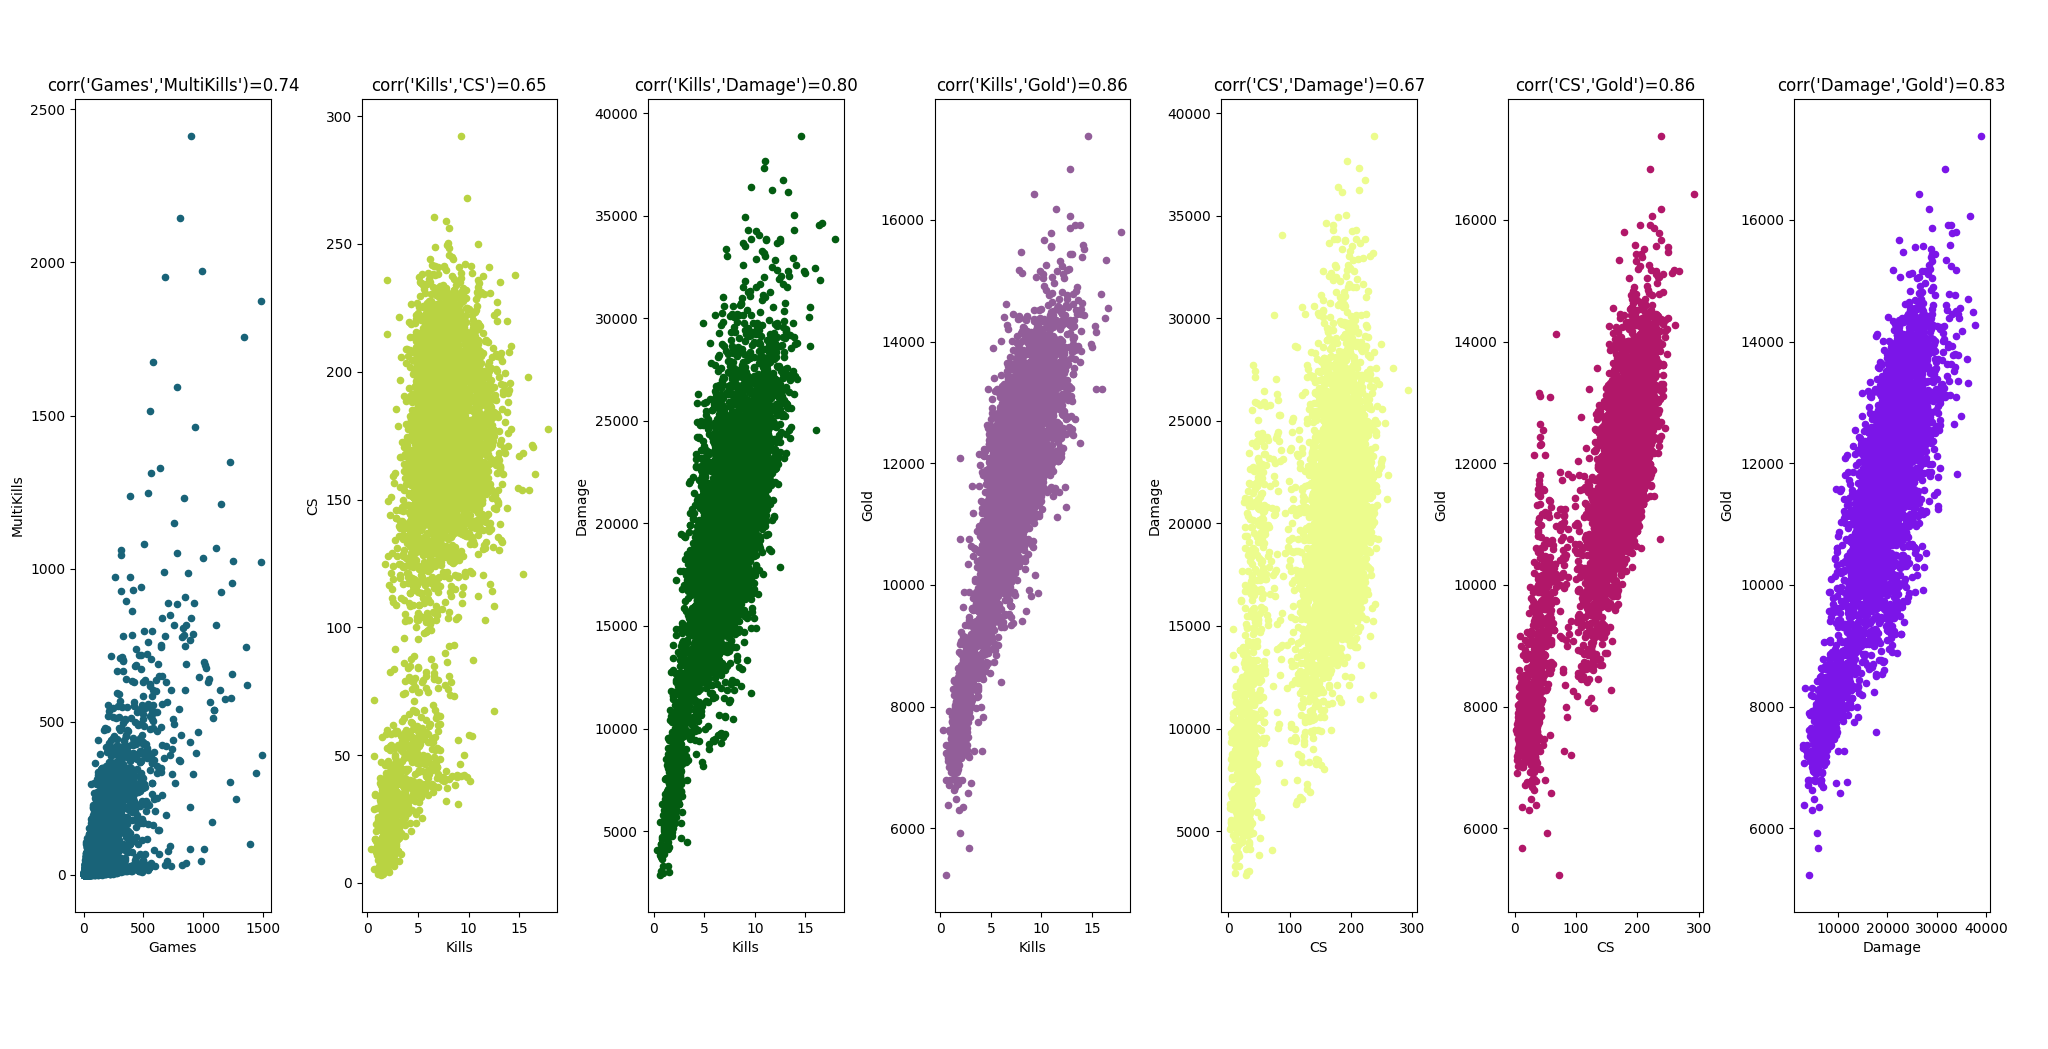 corr('Games','MultiKills')=0.74
2500
2000
1500
1000
500
0
MultiKills
0 500 1000 1500
Games
corr('Kills','CS')=0.65
300
250
200
150
100
50
0
CS
0 5 10 15
Kills
corr('Kills','Damage')=0.80
40000
35000
30000
25000
20000
15000
10000
5000
Damage
0 5 10 15
Kills
corr('Kills','Gold')=0.86
16000
14000
12000
10000
8000
6000
Gold
0 5 10 15
Kills
corr('CS','Damage')=0.67
40000
35000
30000
25000
20000
15000
10000
5000
Damage
0 100 200 300
CS
corr('CS','Gold')=0.86
16000
14000
12000
10000
8000
6000
Gold
0 100 200 300
CS
corr('Damage','Gold')=0.83
16000
14000
12000
10000
8000
6000
Gold
10000 20000 30000 40000
Damage